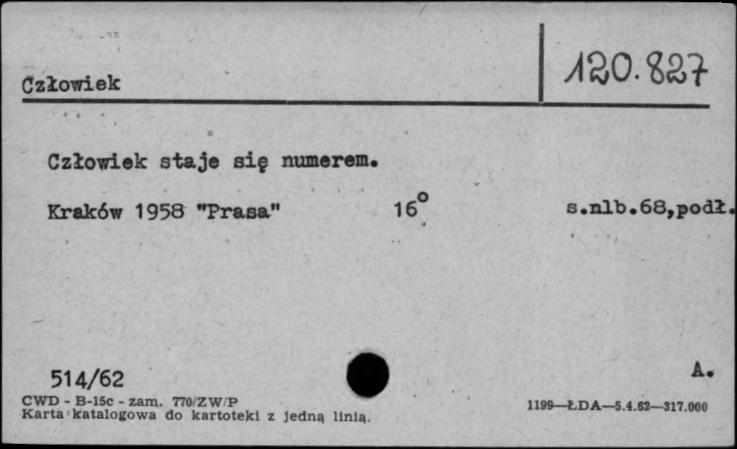 120.827
Człowiek
Człowiek staje się numerem.
Kraków 1958 "Prasa" 16° s.nlb.68,podł.
514/62 A.
CWD - B-15c - zam. 770/ZW/P 1199—ŁDA—5.4.62—317.000
Karta katalogowa do kartoteki z jedną linią.